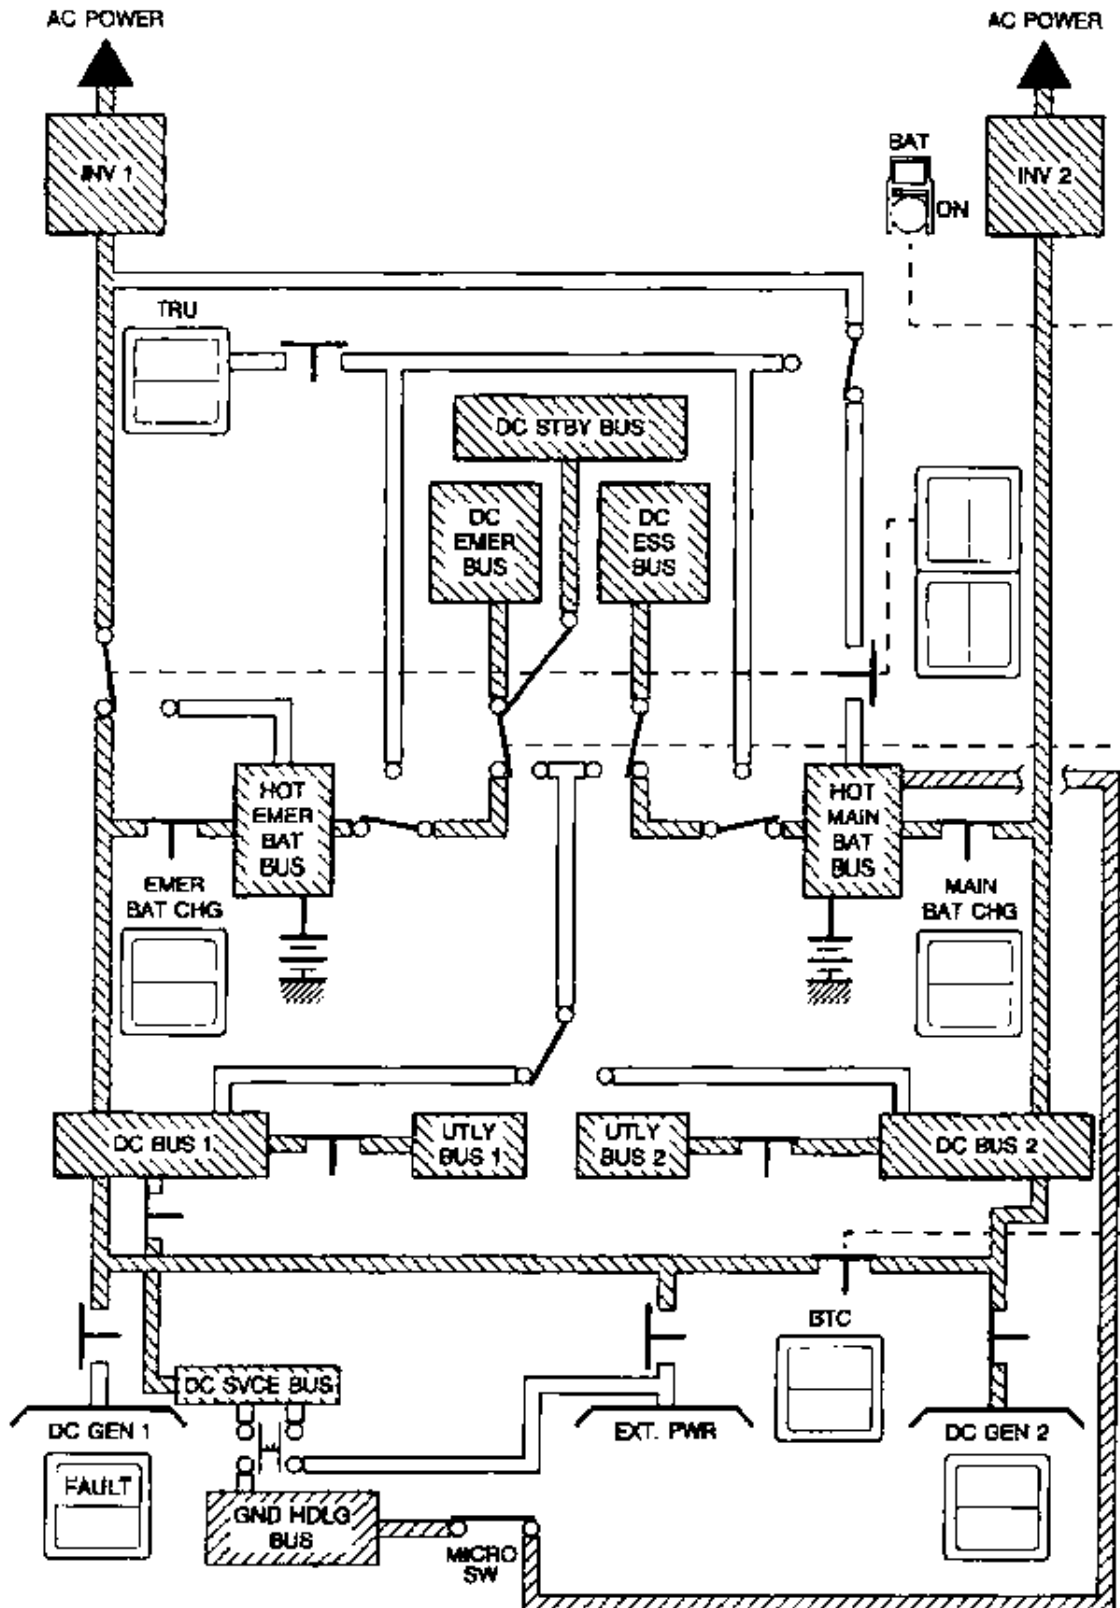 AC POWER
AC POWER
INV 1
BAT
INV 2
ON
TRU
DC STBY BUS
DC
EMER
BUS
DC
ESS
BUS
HOT
EMER
BAT
BUS
HOT
MAIN
BAT
BUS
EMER
BAT CHG
MAIN
BAT CHG
DC BUS 1
UTLY
BUS 1
UTLY
BUS 2
DC BUS 2
BTC
DC SVCE BUS
DC GEN 1
EXT. PWR
DC GEN 2
FAULT
GND HDLG
BUS
MICRO
SW